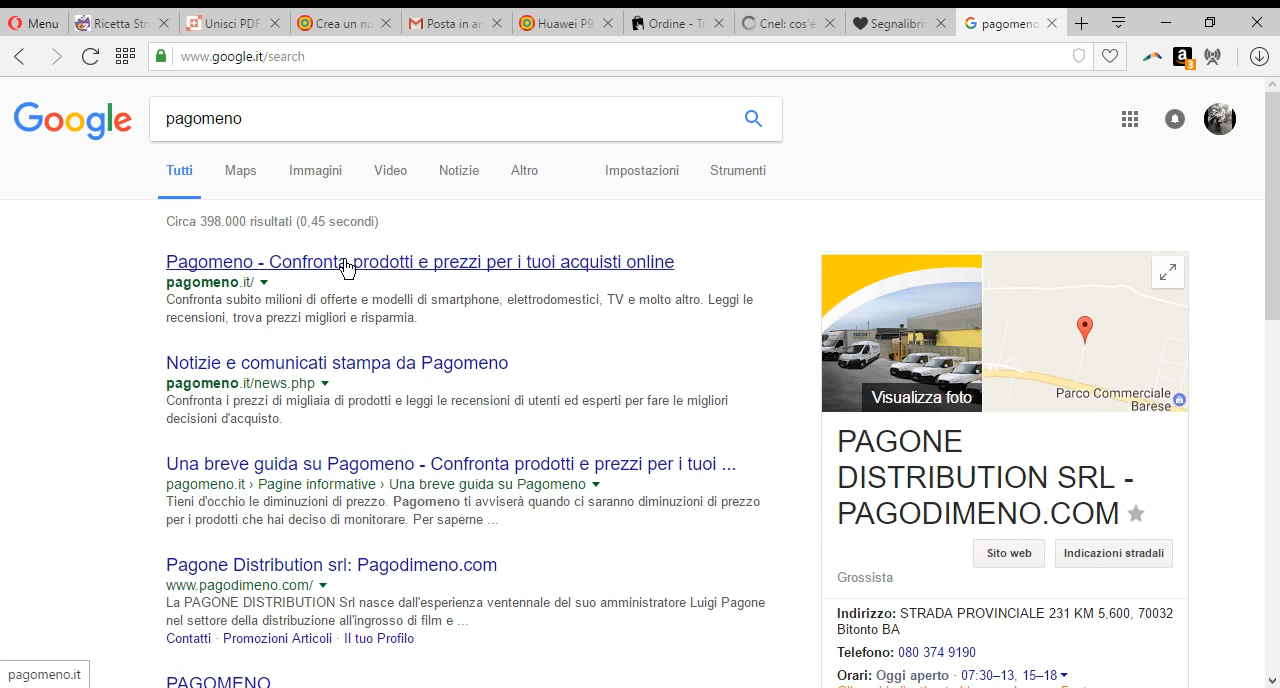 Menu Ricetta Str Unisci PDF Crea un nu Posta in ar Huawei P9 Ordine - T Cnel: cos'è Segnalibri pagomeno
www.google.it/search
3
Google pagomeno
Tutti Maps Immagini Video Notizie Altro Impostazioni Strumenti
Circa 398.000 risultati (0,45 secondi)
Pagomeno - Confronta prodotti e prezzi per i tuoi acquisti online
pagomeno.it/
Confronta subito milioni di offerte e modelli di smartphone, elettrodomestici, TV e molto altro. Leggi le
recensioni, trova prezzi migliori e risparmia.
Notizie e comunicati stampa da Pagomeno
pagomeno.it/news.php
Confronta i prezzi di migliaia di prodotti e leggi le recensioni di utenti ed esperti per fare le migliori
decisioni d'acquisto.
Una breve guida su Pagomeno - Confronta prodotti e prezzi per i tuoi ...
pagomeno.it › Pagine informative › Una breve guida su Pagomeno
Tieni d'occhio le diminuzioni di prezzo. Pagomeno ti avviserà quando ci saranno diminuzioni di prezzo
per i prodotti che hai deciso di monitorare. Per saperne ...
Pagone Distribution srl: Pagodimeno.com
www.pagodimeno.com/
La PAGONE DISTRIBUTION Srl nasce dall'esperienza ventennale del suo amministratore Luigi Pagone
nel settore della distribuzione all'ingrosso di film e ...
Contatti · Promozioni Articoli · Il tuo Profilo
PAGOMENO
pagomeno.it
Visualizza foto
Parco Commerciale
Barese
PAGONE
DISTRIBUTION SRL -
PAGODIMENO.COM
Sito web Indicazioni stradali
Grossista
Indirizzo: STRADA PROVINCIALE 231 KM 5,600, 70032
Bitonto BA
Telefono: 080 374 9190
Orari: Oggi aperto · 07:30–13, 15–18